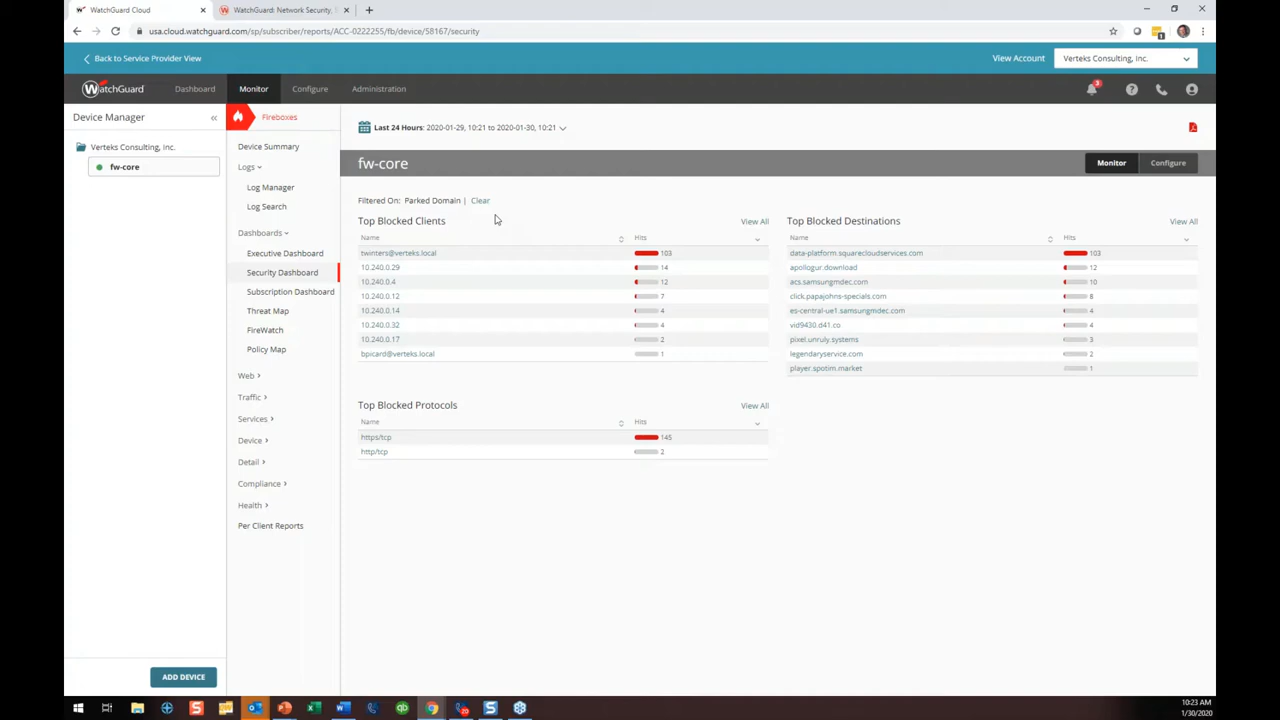 WatchGuard Cloud
WatchGuard: Network Security,
usa.cloud.watchguard.com/sp/subscriber/reports/ACC-0222255/fb/device/58167/security
Back to Service Provider View
View Account
Verteks Consulting, Inc.
WatchGuard
Dashboard
Monitor
Configure
Administration
3
Device Manager
Fireboxes
Last 24 Hours: 2020-01-29, 10:21 to 2020-01-30, 10:21
Verteks Consulting, Inc.
fw-core
Device Summary
Logs
Log Manager
Log Search
Dashboards
Executive Dashboard
Security Dashboard
Subscription Dashboard
Threat Map
FireWatch
Policy Map
Web
Traffic
Services
Device
Detail
Compliance
Health
Per Client Reports
ADD DEVICE
fw-core
Monitor
Configure
Filtered On: Parked Domain | Clear
Top Blocked Clients
View All
Name Hits
twinters@verteks.local 103
10.240.0.29 14
10.240.0.4 12
10.240.0.12 7
10.240.0.14 4
10.240.0.32 4
10.240.0.17 2
bpicard@verteks.local 1
Top Blocked Destinations
View All
Name Hits
data-platform.squarecloudservices.com 103
apollogur.download 12
acs.samsungmdec.com 10
click.papajohns-specials.com 8
es-central-ue1.samsungmdec.com 4
vid9430.d41.co 4
pixel.unruly.systems 3
legendaryservice.com 2
player.spotim.market 1
Top Blocked Protocols
View All
Name Hits
https/tcp 145
http/tcp 2
10:23 AM
1/30/2020